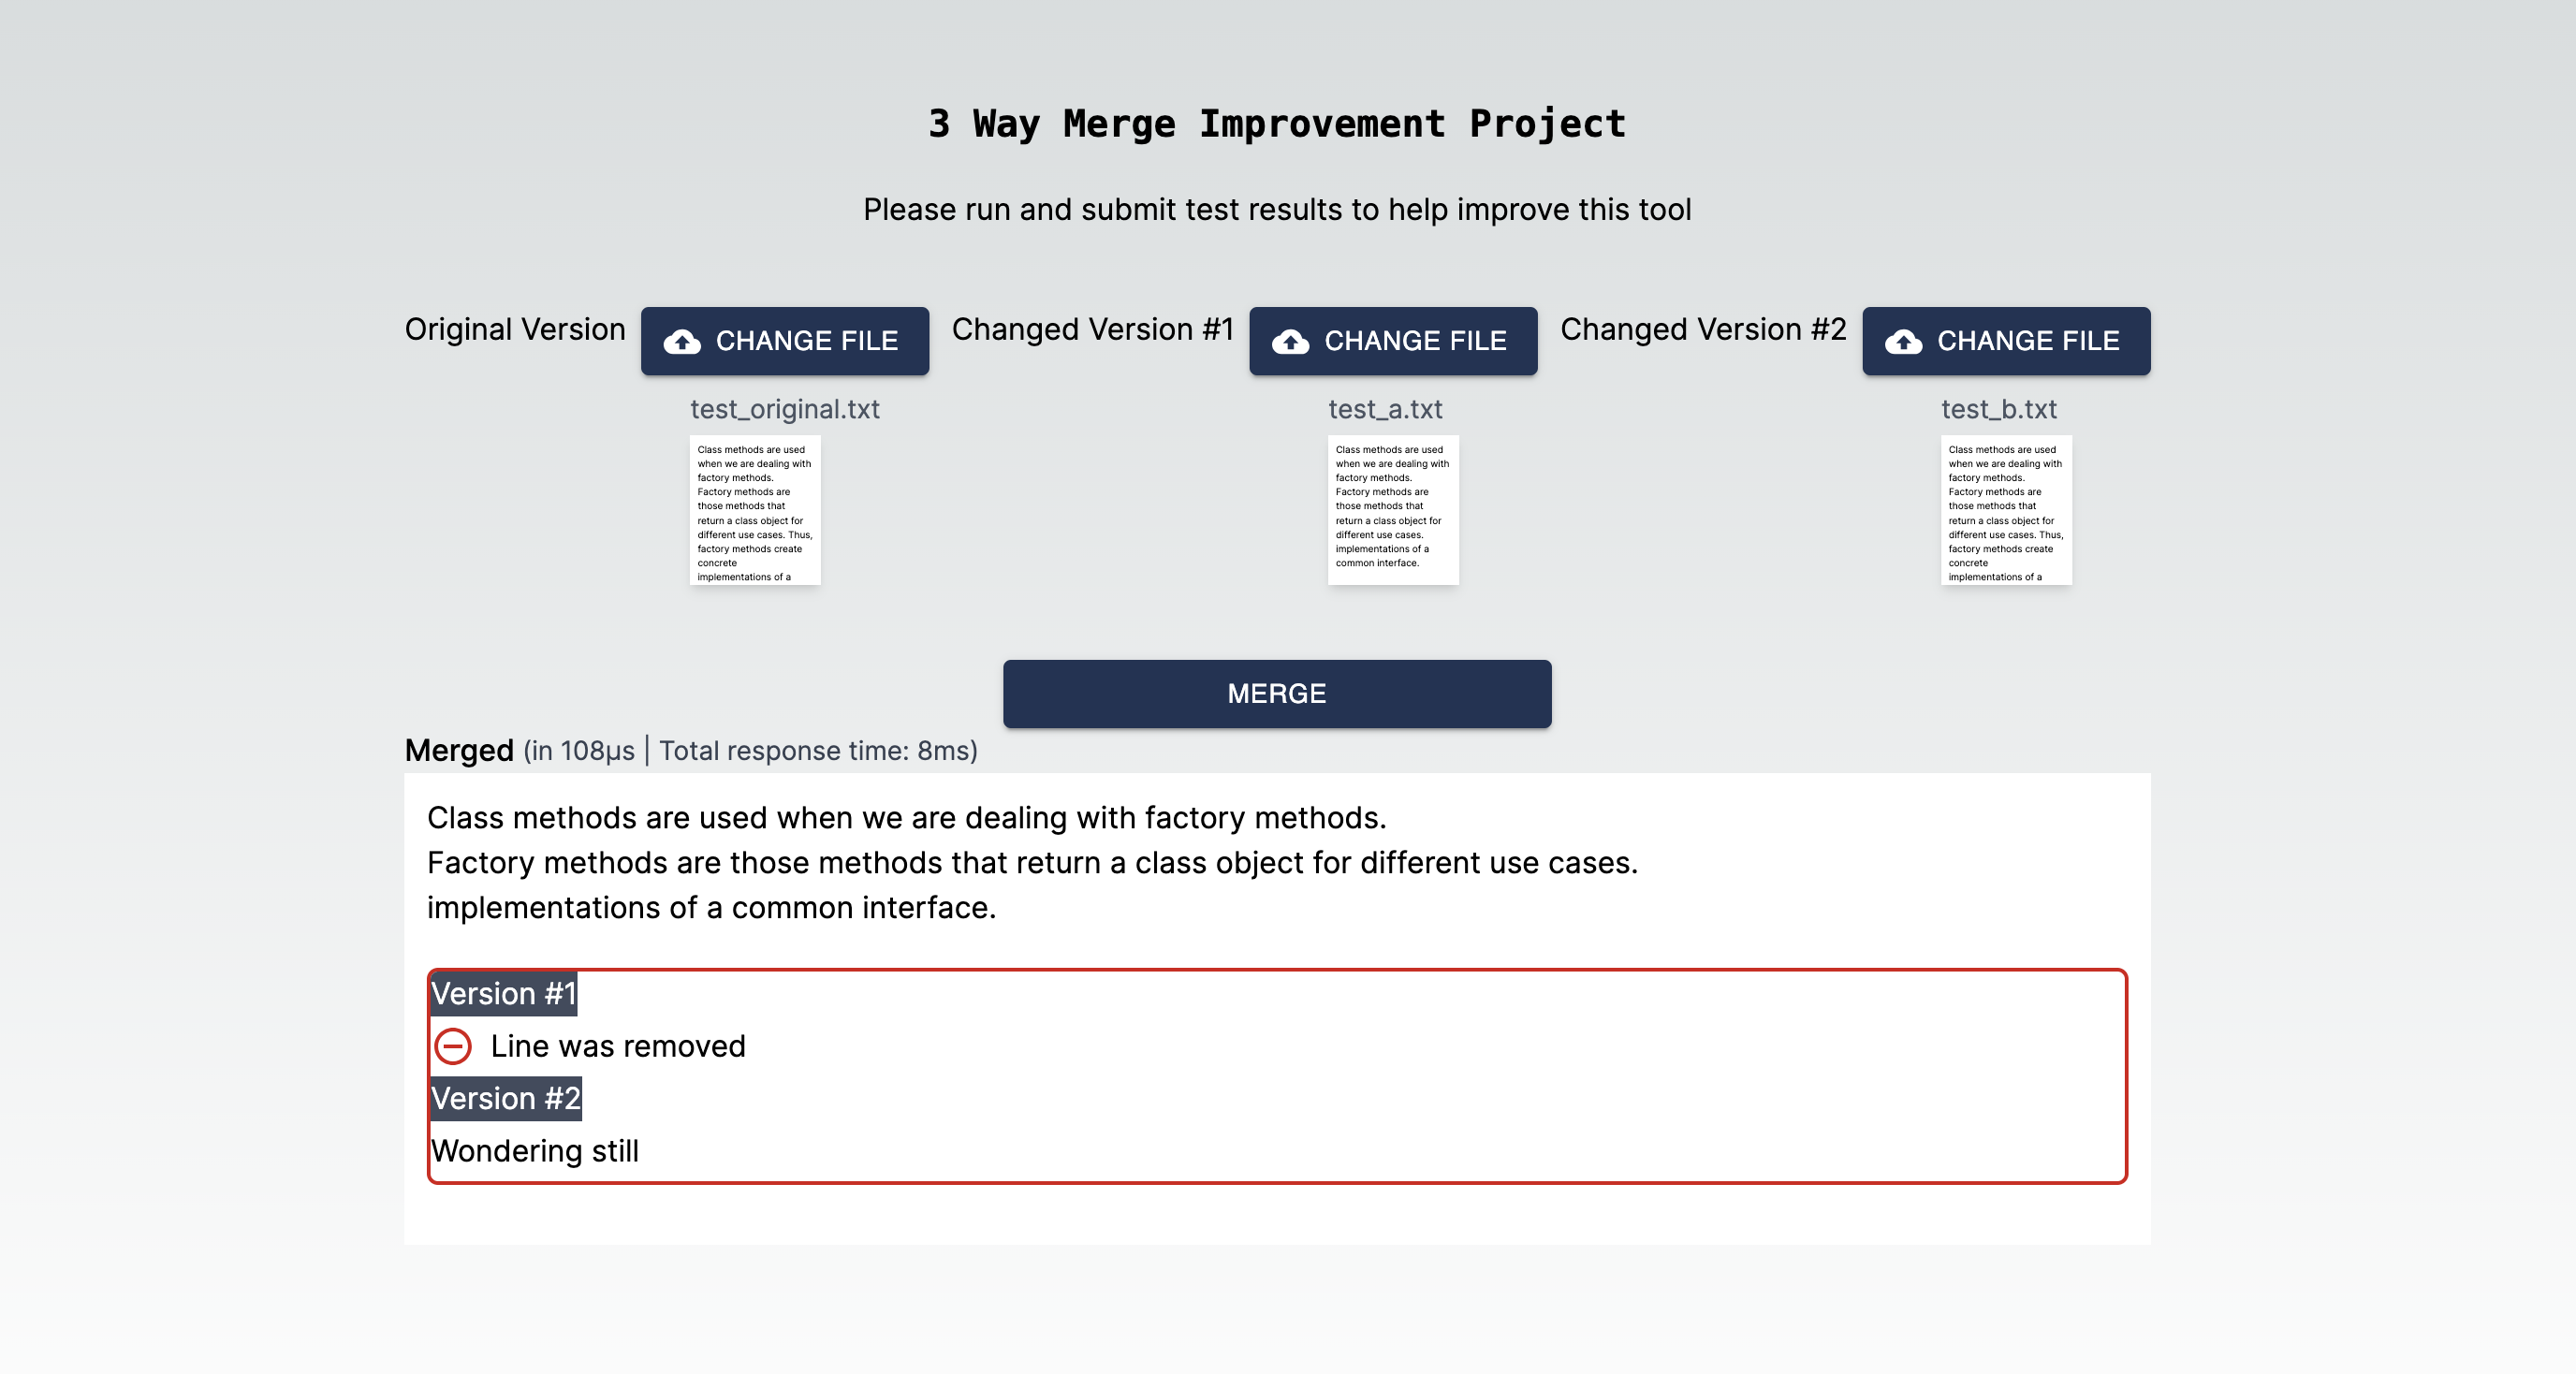 3 Way Merge Improvement Project
Please run and submit test results to help improve this tool
Original Version
CHANGE FILE
test_original.txt
Class methods are used
when we are dealing with
factory methods.
Factory methods are
those methods that
return a class object for
different use cases. Thus,
factory methods create
concrete
implementations of a
Changed Version #1
CHANGE FILE
test_a.txt
Class methods are used
when we are dealing with
factory methods.
Factory methods are
those methods that
return a class object for
different use cases.
implementations of a
common interface.
Changed Version #2
CHANGE FILE
test_b.txt
Class methods are used
when we are dealing with
factory methods.
Factory methods are
those methods that
return a class object for
different use cases. Thus,
factory methods create
concrete
implementations of a
MERGE
Merged (in 108µs | Total response time: 8ms)
Class methods are used when we are dealing with factory methods.
Factory methods are those methods that return a class object for different use cases.
implementations of a common interface.
Version #1
Line was removed
Version #2
Wondering still